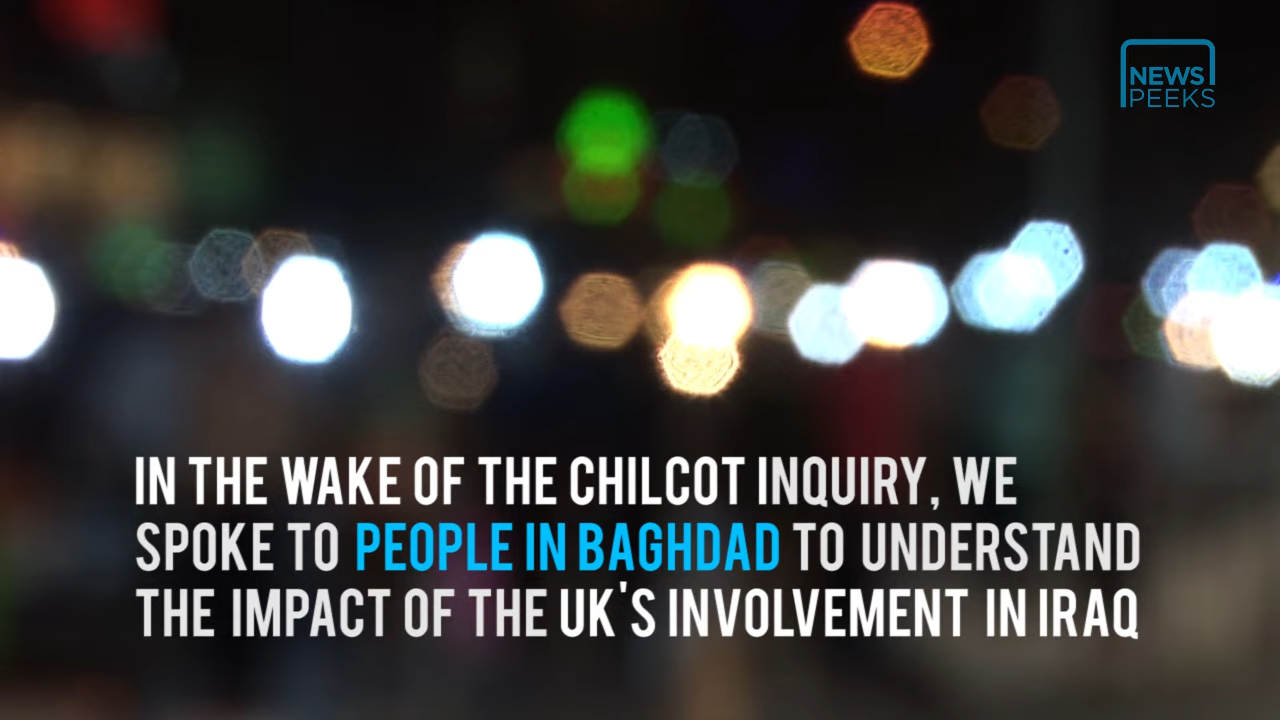 NEWS
PEEKS
IN THE WAKE OF THE CHILCOT INQUIRY, WE
SPOKE TO PEOPLE IN BAGHDAD TO UNDERSTAND
THE IMPACT OF THE UK'S INVOLVEMENT IN IRAQ